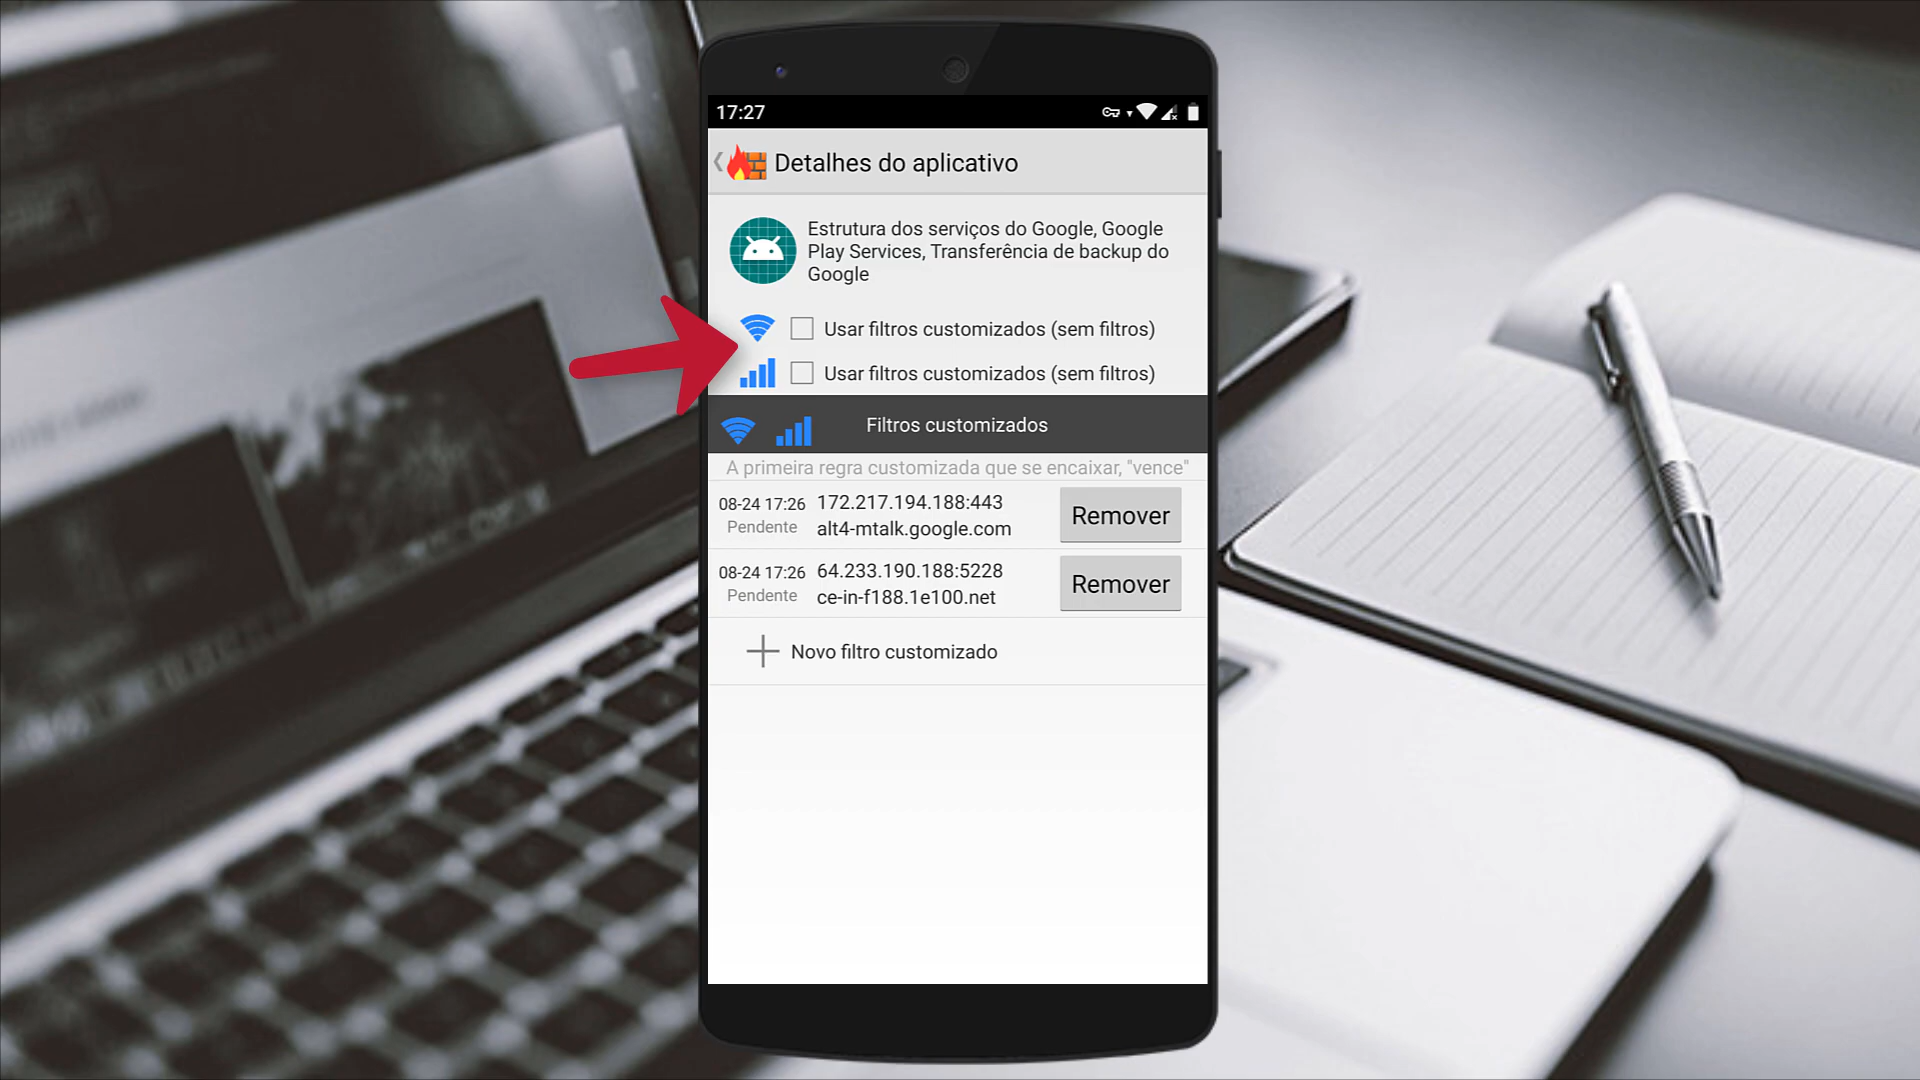 17:27
Detalhes do aplicativo
Estrutura dos serviços do Google, Google
Play Services, Transferência de backup do
Google
Usar filtros customizados (sem filtros)
Usar filtros customizados (sem filtros)
Filtros customizados
A primeira regra customizada que se encaixar, "vence"
08-24 17:26 172.217.194.188:443
Pendente alt4-mtalk.google.com
Remover
08-24 17:26 64.233.190.188:5228
Pendente ce-in-f188.1e100.net
Remover
Novo filtro customizado